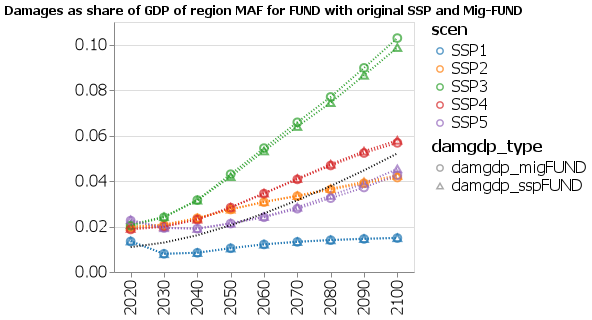 Damages as share of GDP of region MAF for FUND with original SSP and Mig-FUND
scen
SSP1
SSP2
SSP3
SSP4
SSP5
damgdp_type
damgdp_migFUND
damgdp_sspFUND
0.10
0.08
0.06
0.04
0.02
0.00
2020
2030
2040
2050
2060
2070
2080
2090
2100